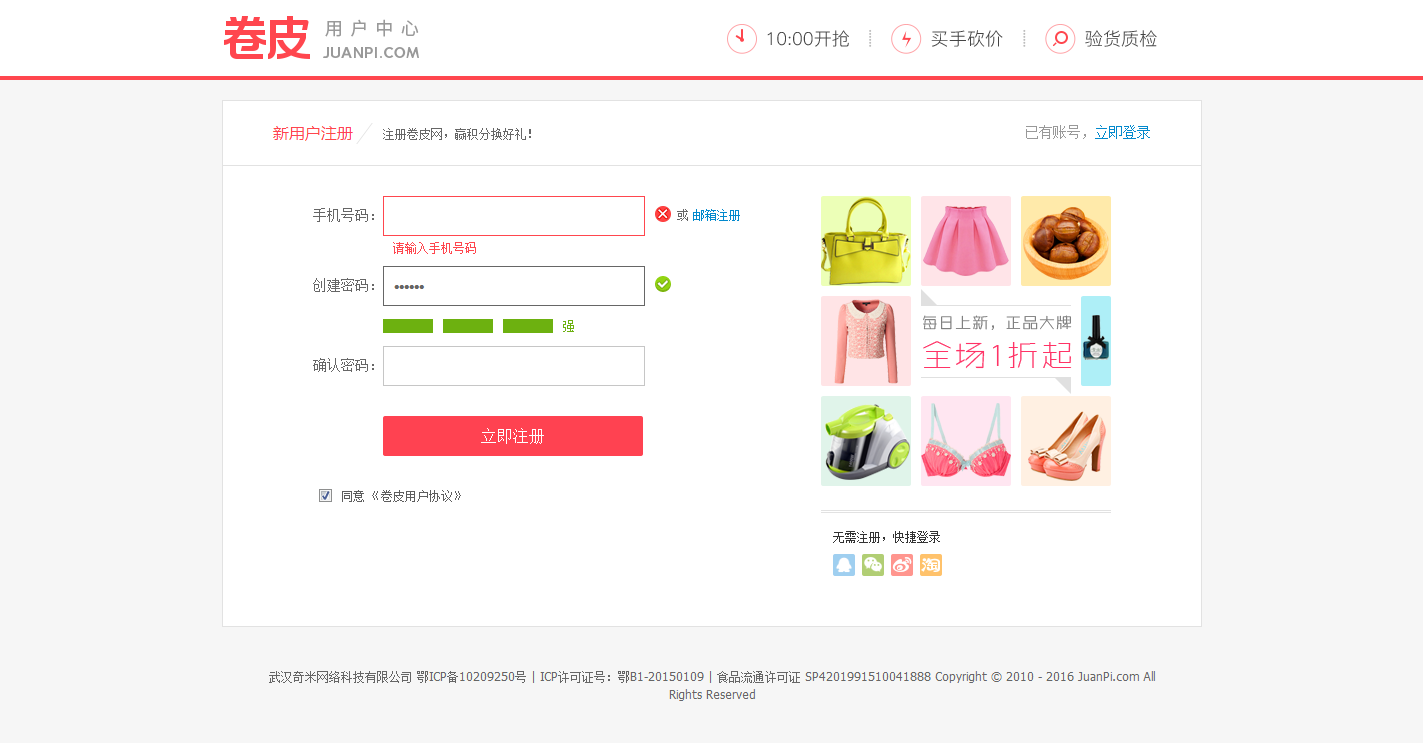 卷皮 用户中心
JUANPI.COM
10:00开抢 买手砍价 验货质检
新用户注册 注册卷皮网，赢积分换好礼！ 已有账号，立即登录
手机号码： 或 邮箱注册
请输入手机号码
创建密码： ••••••
强
确认密码：
立即注册
同意《卷皮用户协议》
每日上新，正品大牌
全场1折起
无需注册，快捷登录
淘
武汉奇米网络科技有限公司 鄂ICP备10209250号 | ICP许可证号：鄂B1-20150109 | 食品流通许可证 SP4201991510041888 Copyright © 2010 - 2016 JuanPi.com All
Rights Reserved